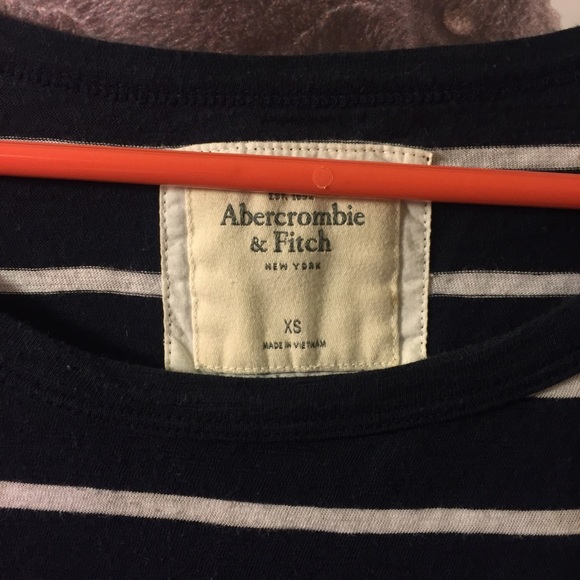 Abercrombie
& Fitch
NEW YORK
XS
MADE IN VIETNAM